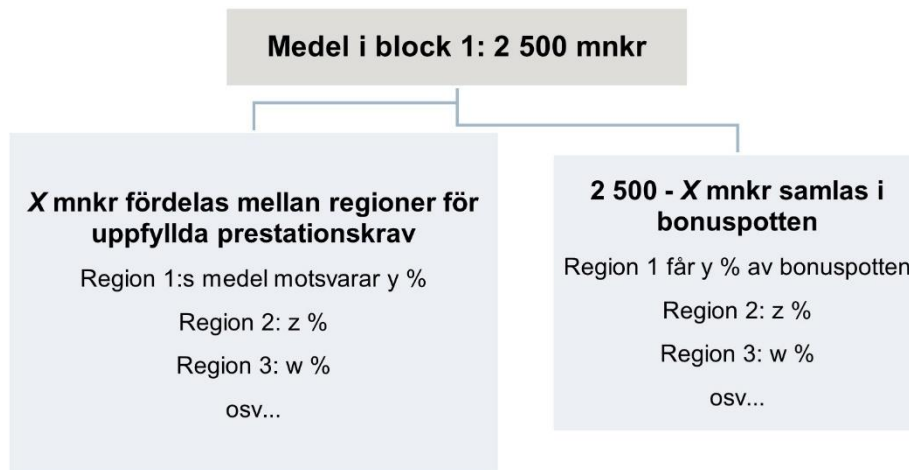 Medel i block 1: 2 500 mnkr
X mnkr fördelas mellan regioner för
uppfyllda prestationskrav
Region 1:s medel motsvarar y %
Region 2: z %
Region 3: w %
osv...
2 500 - X mnkr samlas i
bonuspotten
Region 1 får y % av bonuspotten
Region 2: z %
Region 3: w %
osv...